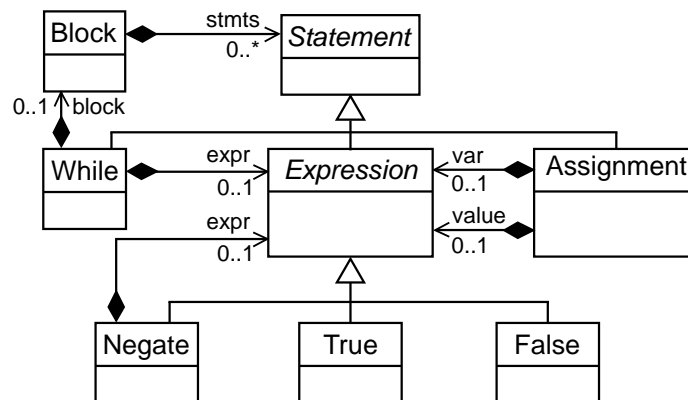 Block
stmts
0..*
Statement
0..1 block
While
expr
0..1
Expression
var
0..1
Assignment
value
0..1
expr
0..1
Negate
True
False